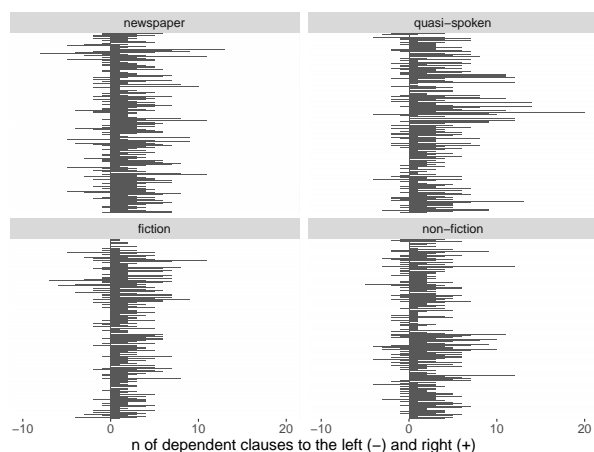 newspaper quasi−spoken
fiction non−fiction
−10 0 10 20 −10 0 10 20
n of dependent clauses to the left (−) and right (+)